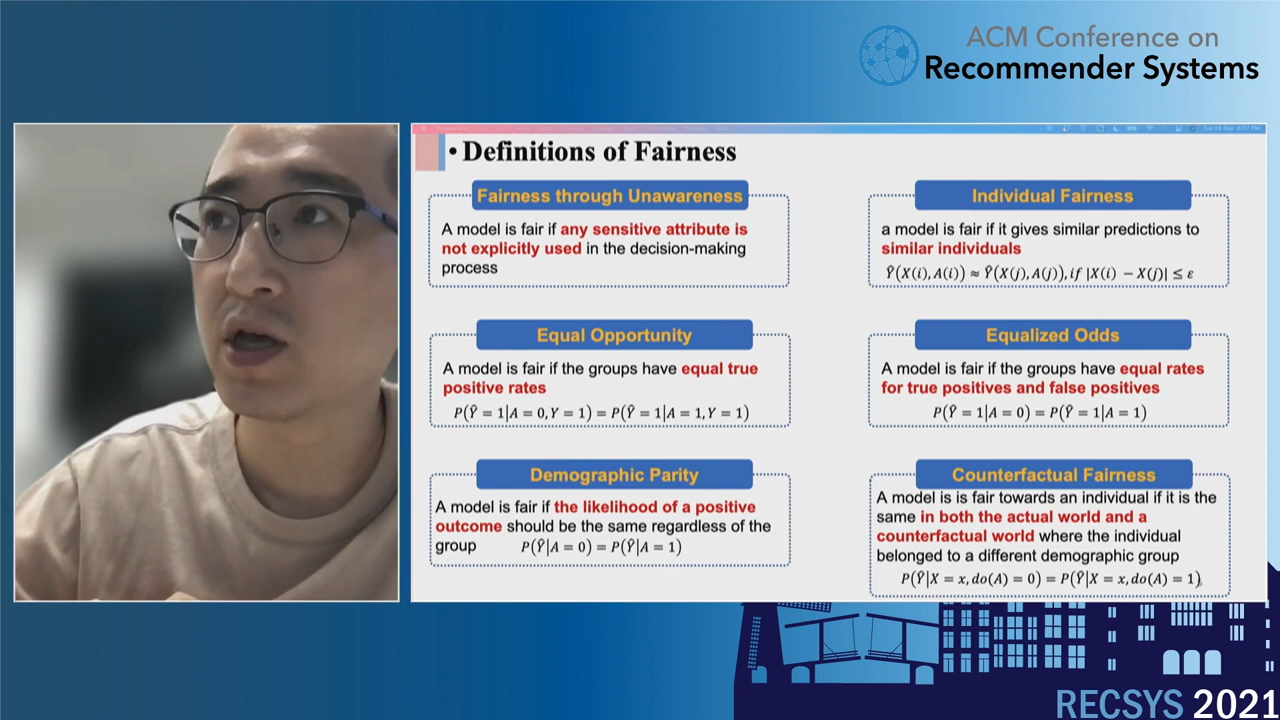 ACM Conference on
Recommender Systems
Tue 28 Sep 6:57 PM
• Definitions of Fairness
Fairness through Unawareness
A model is fair if any sensitive attribute is
not explicitly used in the decision-making
process
Individual Fairness
a model is fair if it gives similar predictions to
similar individuals
Ŷ(X(i), A(i)) ≈ Ŷ(X(j), A(j)), if |X(i) − X(j)| ≤ ε
Equal Opportunity
A model is fair if the groups have equal true
positive rates
P(Ŷ = 1|A = 0, Y = 1) = P(Ŷ = 1|A = 1, Y = 1)
Equalized Odds
A model is fair if the groups have equal rates
for true positives and false positives
P(Ŷ = 1|A = 0) = P(Ŷ = 1|A = 1)
Demographic Parity
A model is fair if the likelihood of a positive
outcome should be the same regardless of the
group P(Ŷ|A = 0) = P(Ŷ|A = 1)
Counterfactual Fairness
A model is is fair towards an individual if it is the
same in both the actual world and a
counterfactual world where the individual
belonged to a different demographic group
P(Ŷ|X = x, do(A) = 0) = P(Ŷ|X = x, do(A) = 1)
RECSYS 2021